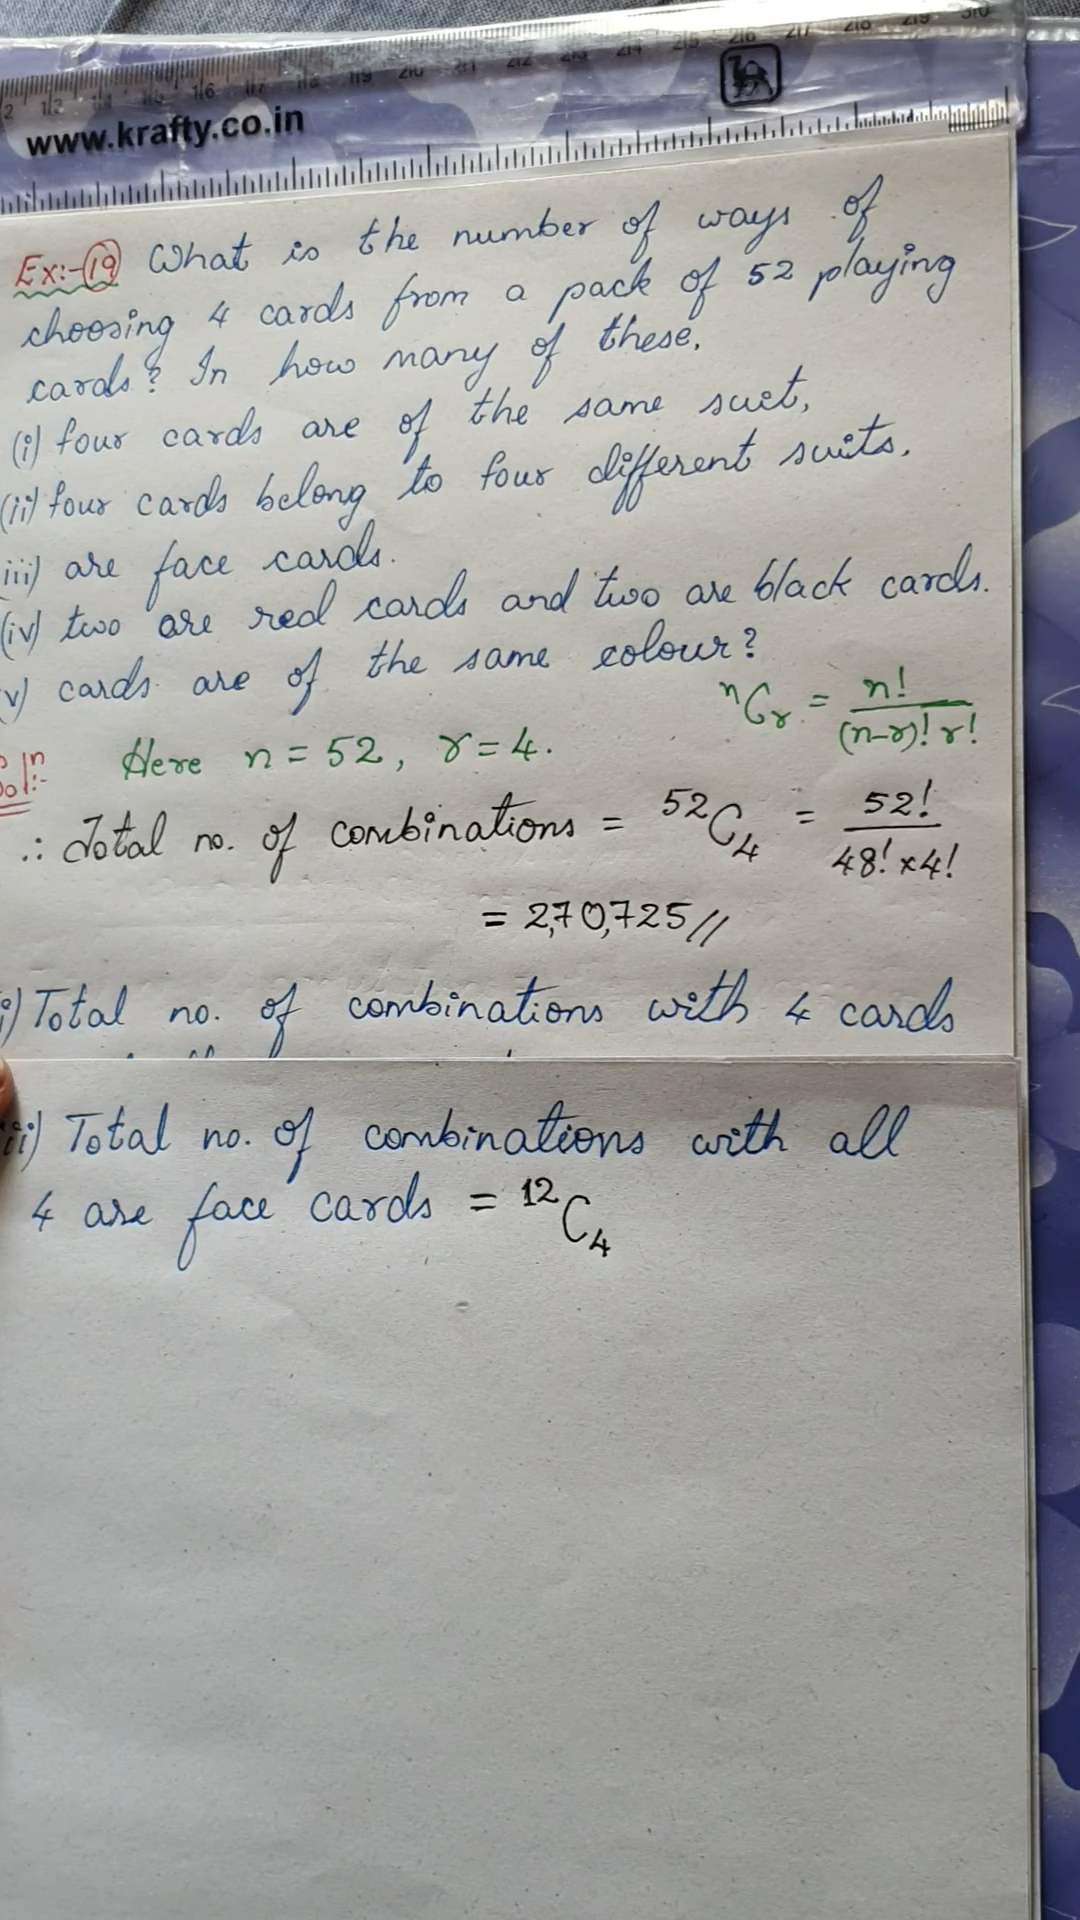 www.krafty.co.in
Ex:-19 What is the number of ways of
choosing 4 cards from a pack of 52 playing
cards? In how many of these,
(i) four cards are of the same suit,
(ii) four cards belong to four different suits,
iii) are face cards.
(iv) two are red cards and two are black cards.
v) cards are of the same colour?
ⁿCᵣ = n! / (n-r)! r!
Soln:- Here n = 52, r = 4.
∴ Total no. of combinations = ⁵²C₄ = 52! / 48! × 4!
= 2,70,725//
i) Total no. of combinations with 4 cards
iii) Total no. of combinations with all
4 are face cards = ¹²C₄